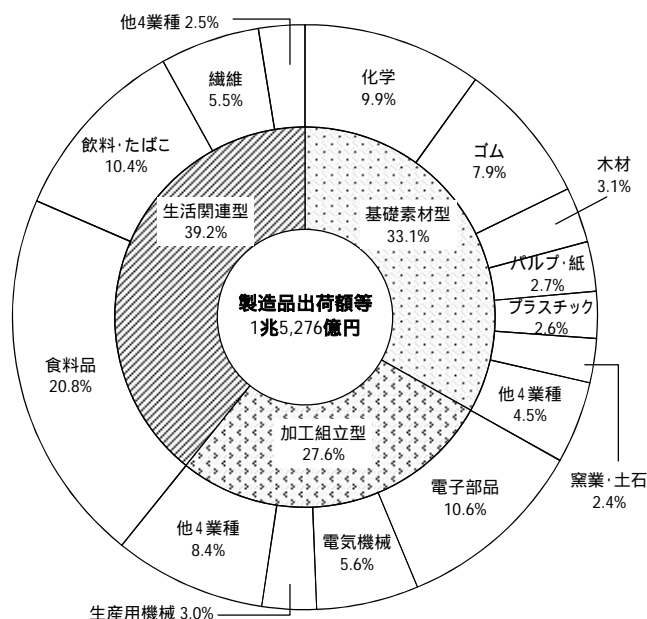 他4業種 2.5%
繊維
5.5%
化学
9.9%
飲料・たばこ
10.4%
ゴム
7.9%
木材
3.1%
生活関連型
39.2%
基礎素材型
33.1%
パルプ・紙
2.7%
製造品出荷額等
1兆5,276億円
プラスチック
2.6%
食料品
20.8%
他4業種
4.5%
加工組立型
27.6%
窯業・土石
2.4%
電子部品
10.6%
他4業種
8.4%
電気機械
5.6%
生産用機械 3.0%